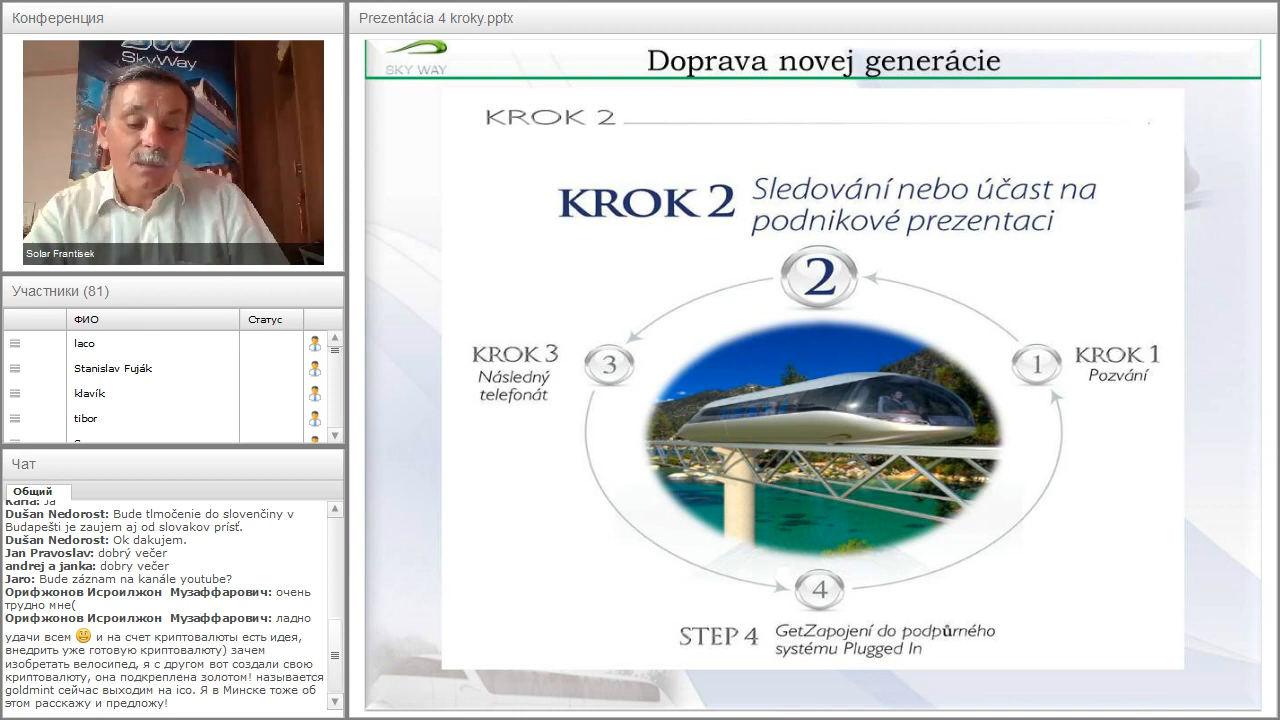 Конференция
SkyWay
Solar Frantisek
Участники (81)
ФИО
Статус
laco
Stanislav Fuják
klavík
tibor
Чат
Общий
Dušan Nedorost: Bude tlmočenie do slovenčiny v
Budapešti je zaujem aj od slovakov prísť.
Dušan Nedorost: Ok dakujem.
Jan Pravoslav: dobrý večer
andrej a janka: dobry večer
Jaro: Bude záznam na kanále youtube?
Орифжонов Исроилжон Музаффарович: очень
трудно мне(
Орифжонов Исроилжон Музаффарович: ладно
удачи всем и на счет криптовалюты есть идея,
внедрить уже готовую криптовалюту) зачем
изобретать велосипед, я с другом вот создали свою
криптовалюту, она подкреплена золотом! называется
goldmint сейчас выходим на ico. Я в Минске тоже об
этом расскажу и предложу!
Prezentácia 4 kroky.pptx
SKY WAY
Doprava novej generácie
KROK 2
KROK 2
Sledování nebo účast na
podnikové prezentaci
2
KROK 3
Následný
telefonát
3
1
KROK 1
Pozvání
4
STEP 4
GetZapojení do podpůrného
systému Plugged In